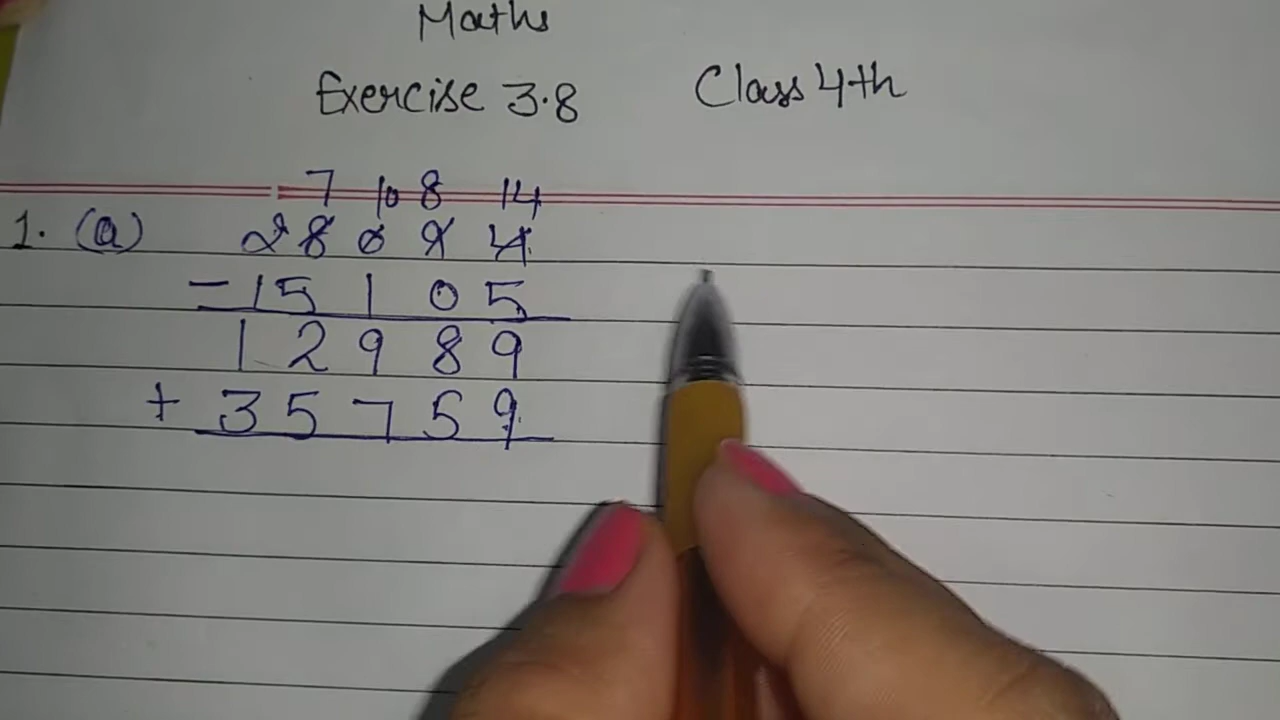 Maths
Exercise 3.8 Class 4th
7 10 8 14
1. (a) 28094
- 15105
12989
+ 35759